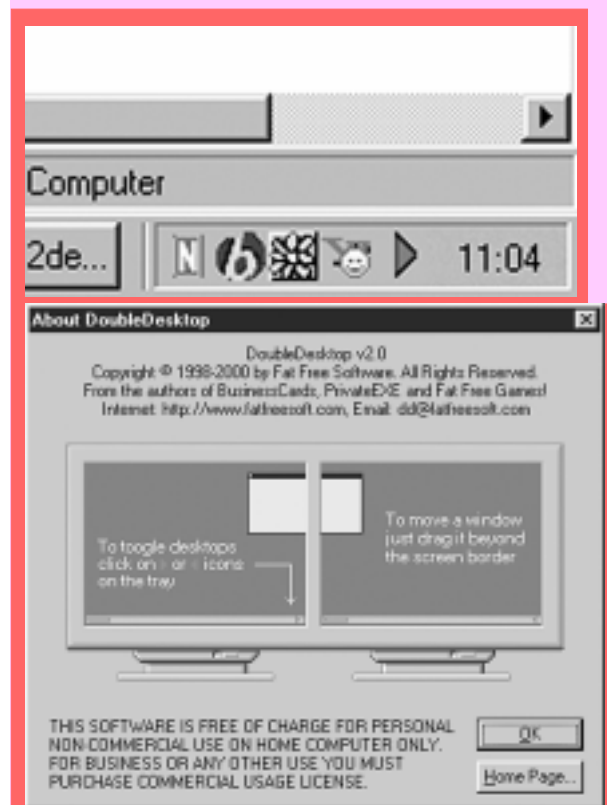 Computer
2de...
11:04
About DoubleDesktop
DoubleDesktop v2.0
Copyright © 1998-2000 by Fat Free Software. All Rights Reserved.
From the authors of BusinessCards, PrivateEXE and Fat Free Games!
Internet: http://www.fatfreesoft.com, Email: dd@fatfreesoft.com
To toogle desktops
click on › or ‹ icons
on the tray
To move a window
just drag it beyond
the screen border
THIS SOFTWARE IS FREE OF CHARGE FOR PERSONAL
NON-COMMERCIAL USE ON HOME COMPUTER ONLY.
FOR BUSINESS OR ANY OTHER USE YOU MUST
PURCHASE COMMERCIAL USAGE LICENSE.
OK
Home Page...